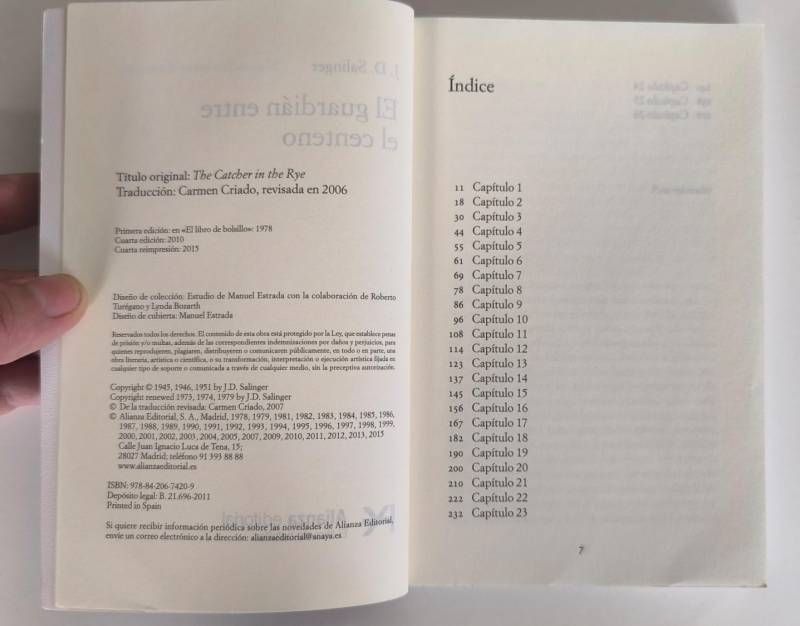 Título original: The Catcher in the Rye
Traducción: Carmen Criado, revisada en 2006
Primera edición: en «El libro de bolsillo»: 1978
Cuarta edición: 2010
Cuarta reimpresión: 2015
Diseño de colección: Estudio de Manuel Estrada con la colaboración de Roberto
Turégano y Lynda Bozarth
Diseño de cubierta: Manuel Estrada
Reservados todos los derechos. El contenido de esta obra está protegido por la Ley, que establece penas
de prisión y/o multas, además de las correspondientes indemnizaciones por daños y perjuicios, para
quienes reprodujeren, plagiaren, distribuyeren o comunicaren públicamente, en todo o en parte, una
obra literaria, artística o científica, o su transformación, interpretación o ejecución artística fijada en
cualquier tipo de soporte o comunicada a través de cualquier medio, sin la preceptiva autorización.
Copyright © 1945, 1946, 1951 by J.D. Salinger
Copyright renewed 1973, 1974, 1979 by J.D. Salinger
© De la traducción revisada: Carmen Criado, 2007
© Alianza Editorial, S. A., Madrid, 1978, 1979, 1981, 1982, 1983, 1984, 1985, 1986,
1987, 1988, 1989, 1990, 1991, 1992, 1993, 1994, 1995, 1996, 1997, 1998, 1999,
2000, 2001, 2002, 2003, 2004, 2005, 2007, 2009, 2010, 2011, 2012, 2013, 2015
Calle Juan Ignacio Luca de Tena, 15;
28027 Madrid; teléfono 91 393 88 88
www.alianzaeditorial.es
ISBN: 978-84-206-7420-9
Depósito legal: B. 21.696-2011
Printed in Spain
Si quiere recibir información periódica sobre las novedades de Alianza Editorial,
envíe un correo electrónico a la dirección: alianzaeditorial@anaya.es
Índice
11 Capítulo 1
18 Capítulo 2
30 Capítulo 3
44 Capítulo 4
55 Capítulo 5
61 Capítulo 6
69 Capítulo 7
78 Capítulo 8
86 Capítulo 9
96 Capítulo 10
108 Capítulo 11
114 Capítulo 12
123 Capítulo 13
137 Capítulo 14
145 Capítulo 15
156 Capítulo 16
167 Capítulo 17
182 Capítulo 18
190 Capítulo 19
200 Capítulo 20
210 Capítulo 21
222 Capítulo 22
232 Capítulo 23
7